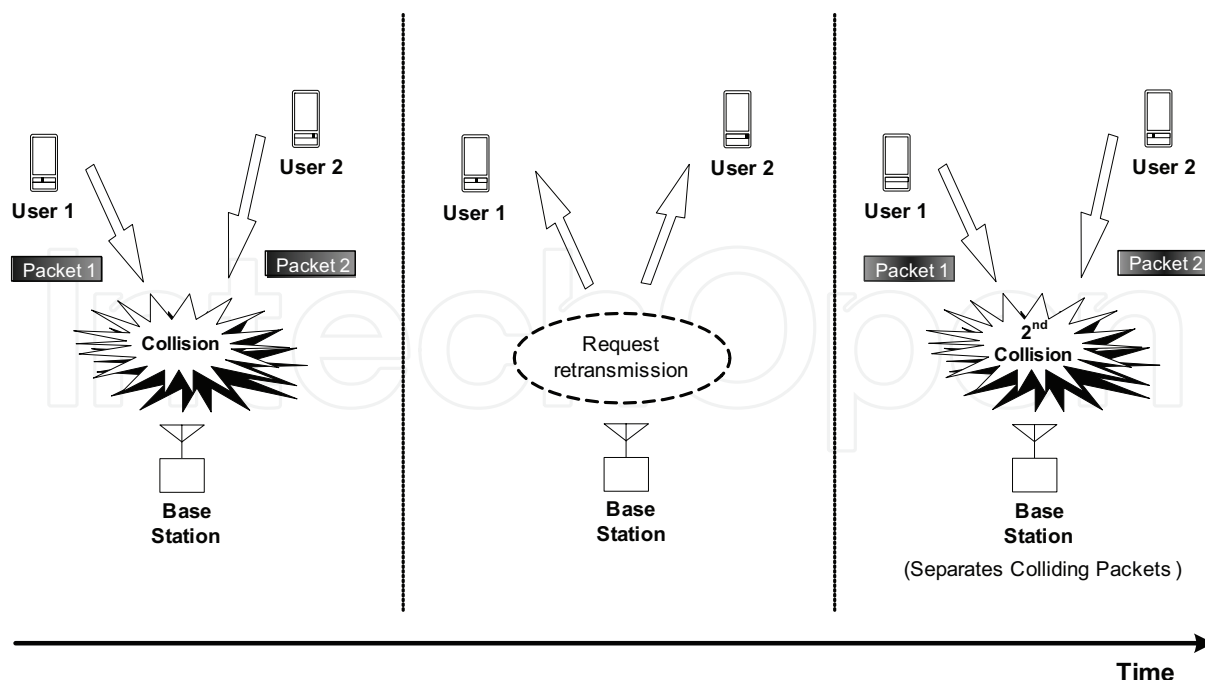 User 1
User 2
Packet 1
Packet 2
Collision
Base
Station
User 1
User 2
Request
retransmission
Base
Station
User 1
User 2
Packet 1
Packet 2
2nd
Collision
Base
Station
(Separates Colliding Packets )
Time
IntechOpen